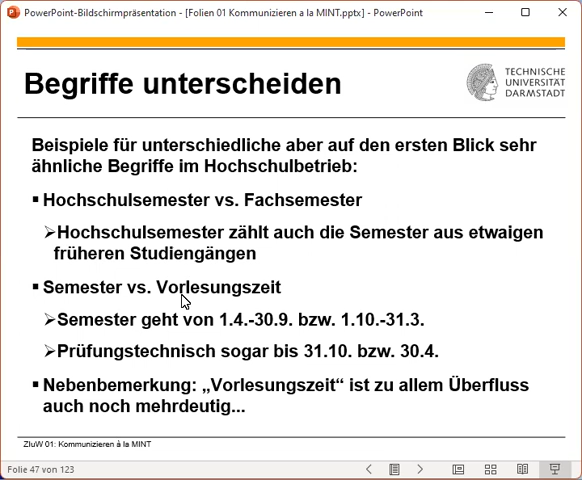 PowerPoint-Bildschirmpräsentation - [Folien 01 Kommunizieren a la MINT.pptx] - PowerPoint
Begriffe unterscheiden
TECHNISCHE
UNIVERSITÄT
DARMSTADT
Beispiele für unterschiedliche aber auf den ersten Blick sehr
ähnliche Begriffe im Hochschulbetrieb:
▪ Hochschulsemester vs. Fachsemester
➢Hochschulsemester zählt auch die Semester aus etwaigen
früheren Studiengängen
▪ Semester vs. Vorlesungszeit
➢Semester geht von 1.4.-30.9. bzw. 1.10.-31.3.
➢Prüfungstechnisch sogar bis 31.10. bzw. 30.4.
▪ Nebenbemerkung: „Vorlesungszeit“ ist zu allem Überfluss
auch noch mehrdeutig...
ZluW 01: Kommunizieren à la MINT
Folie 47 von 123